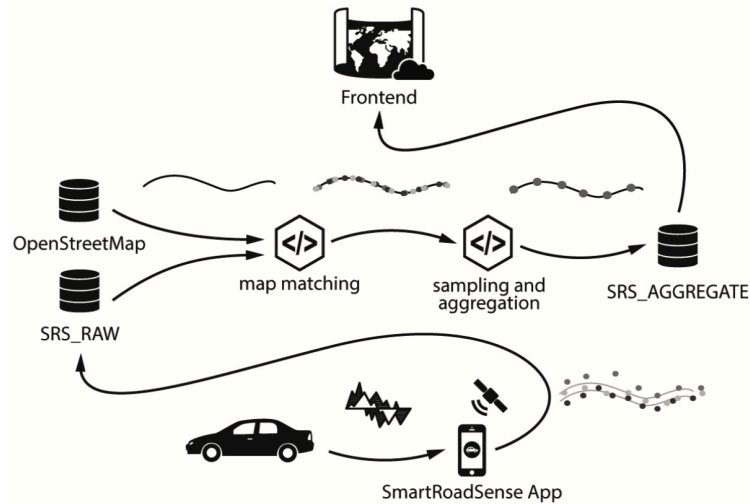 Frontend
OpenStreetMap
</>
</>
map matching
sampling and
aggregation
SRS_AGGREGATE
SRS_RAW
SmartRoadSense App